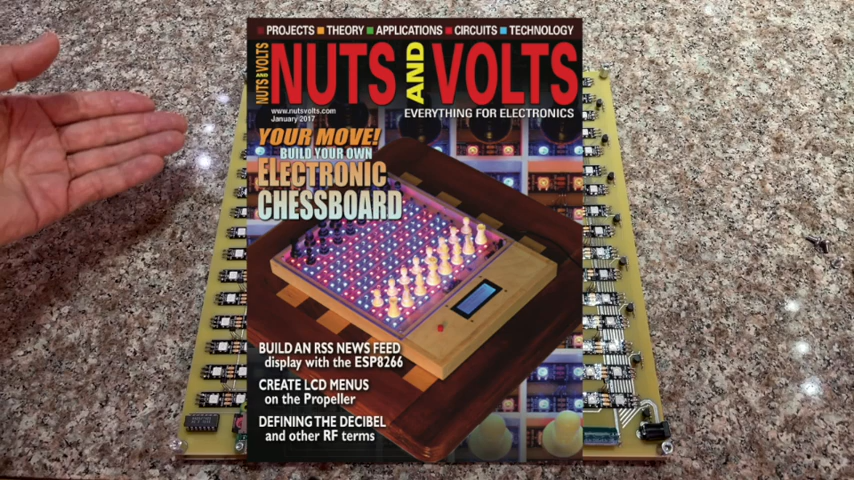 PROJECTS THEORY APPLICATIONS CIRCUITS TECHNOLOGY
NUTS AND VOLTS
NUTS AND VOLTS
www.nutsvolts.com
January 2017
EVERYTHING FOR ELECTRONICS
YOUR MOVE!
BUILD YOUR OWN
ELECTRONIC
CHESSBOARD
BUILD AN RSS NEWS FEED
display with the ESP8266
CREATE LCD MENUS
on the Propeller
DEFINING THE DECIBEL
and other RF terms